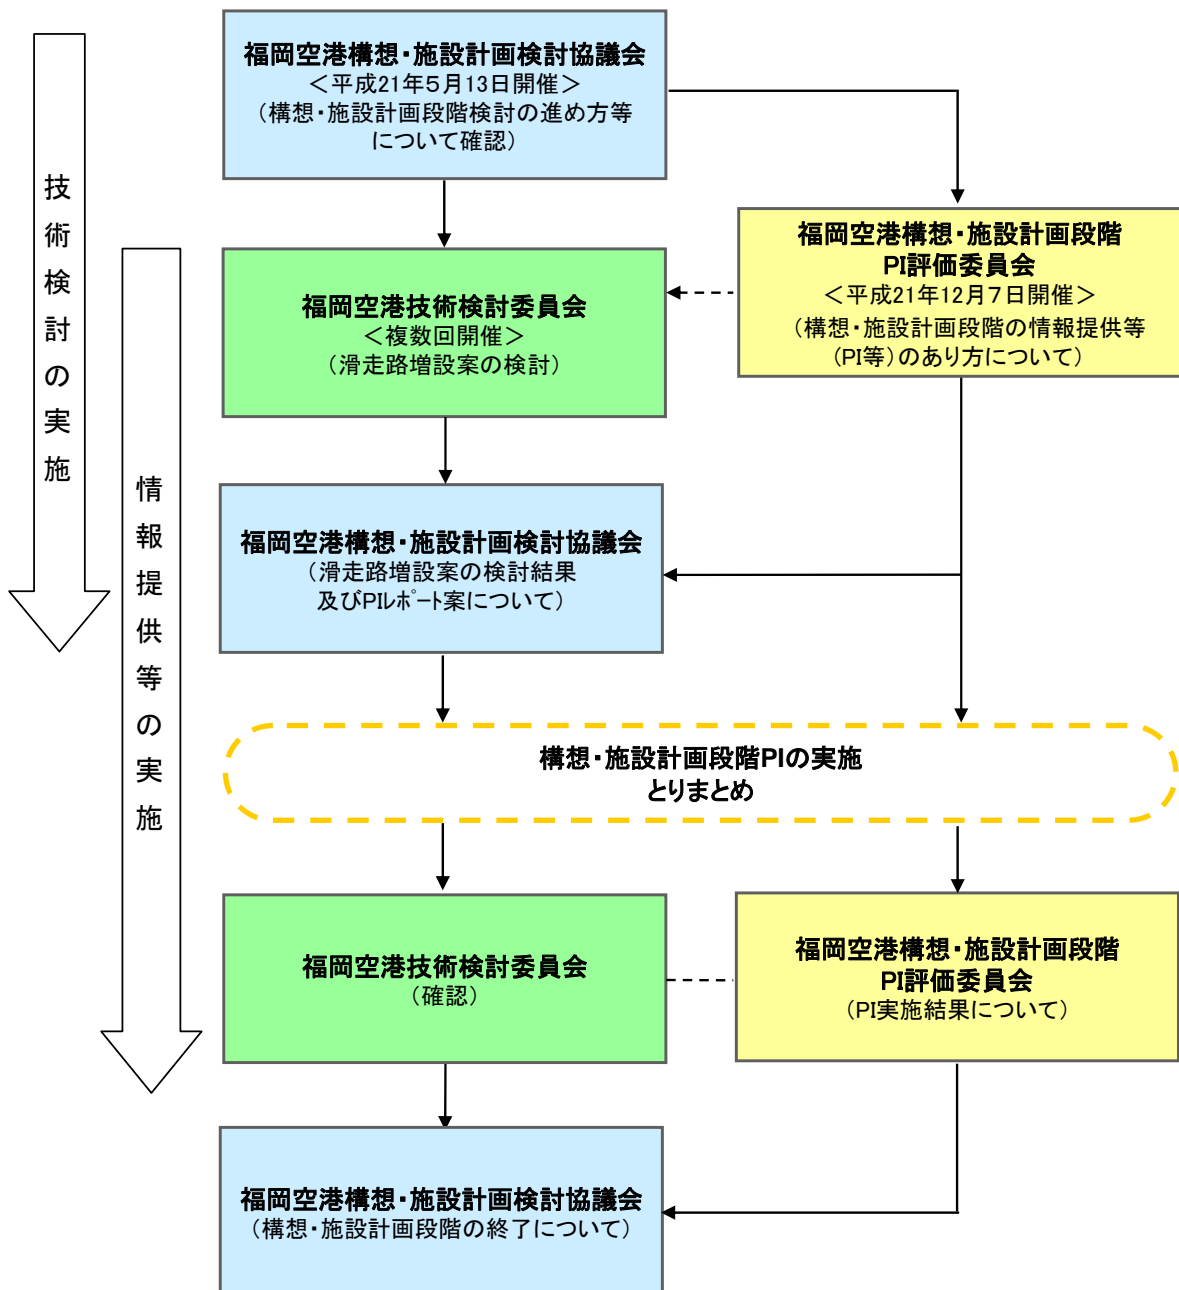 技術検討の実施
情報提供等の実施
福岡空港構想・施設計画検討協議会
＜平成21年５月13日開催＞
（構想・施設計画段階検討の進め方等
について確認）
福岡空港構想・施設計画段階
PI評価委員会
＜平成21年12月７日開催＞
（構想・施設計画段階の情報提供等
（PI等）のあり方について）
福岡空港技術検討委員会
＜複数回開催＞
（滑走路増設案の検討）
福岡空港構想・施設計画検討協議会
（滑走路増設案の検討結果
及びPIﾚﾎﾟｰﾄ案について）
構想・施設計画段階PIの実施
とりまとめ
福岡空港技術検討委員会
（確認）
福岡空港構想・施設計画段階
PI評価委員会
（PI実施結果について）
福岡空港構想・施設計画検討協議会
（構想・施設計画段階の終了について）